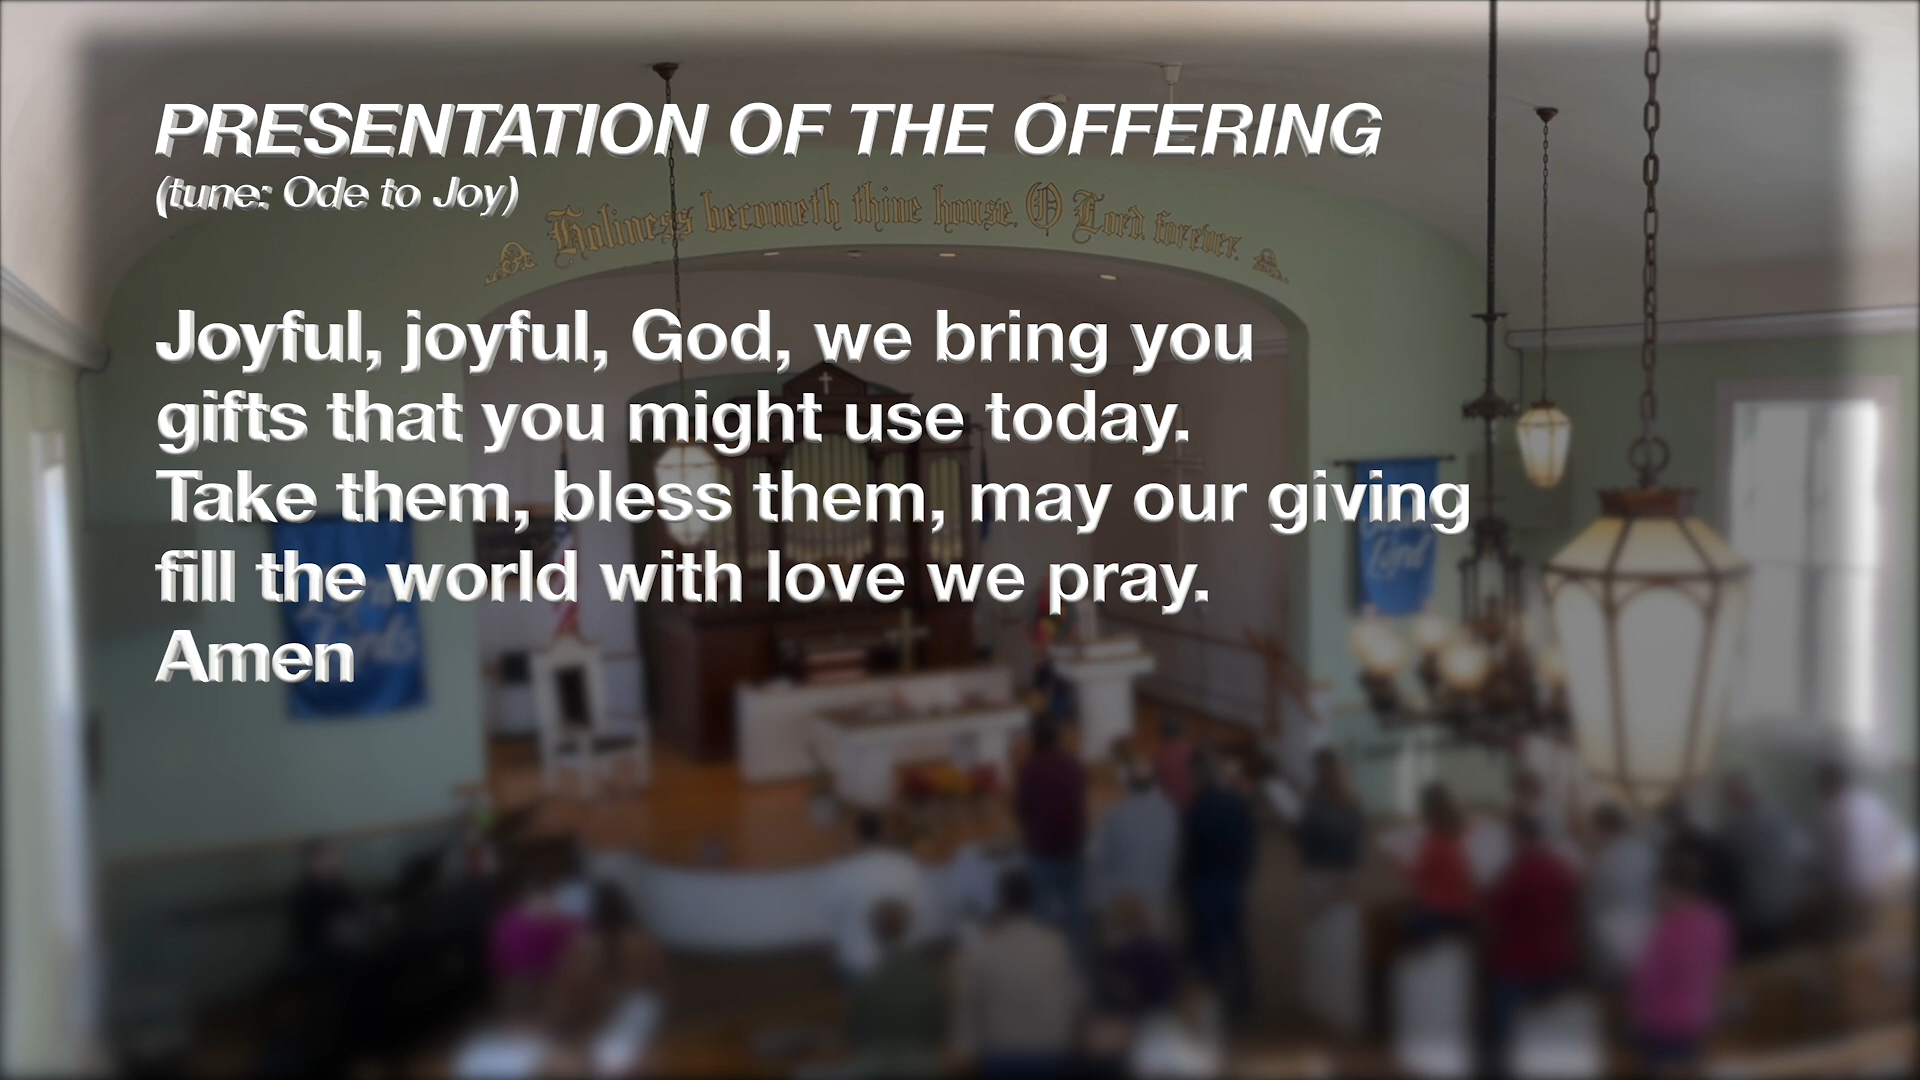 PRESENTATION OF THE OFFERING
(tune: Ode to Joy)
Holiness becometh thine house, O Lord, forever.
Joyful, joyful, God, we bring you
gifts that you might use today.
Take them, bless them, may our giving
fill the world with love we pray.
Amen
Lord
Lords